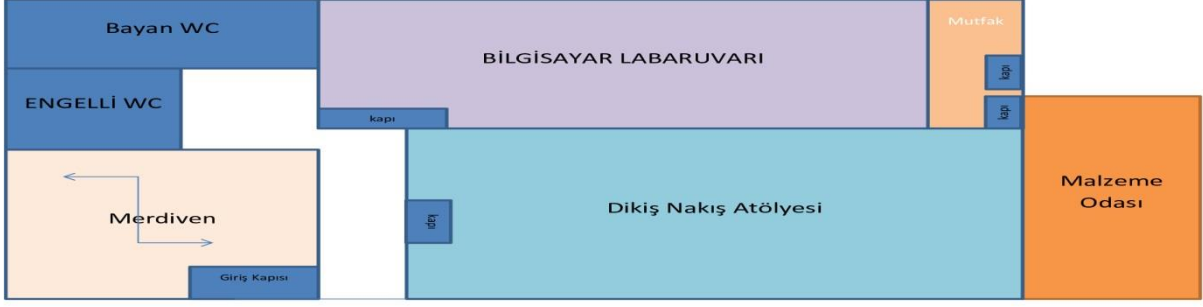 Bayan WC
BİLGİSAYAR LABARUVARI
Mutfak
kapı
ENGELLİ WC
kapı
kapı
Malzeme
Odası
Dikiş Nakış Atölyesi
Merdiven
kapı
Giriş Kapısı